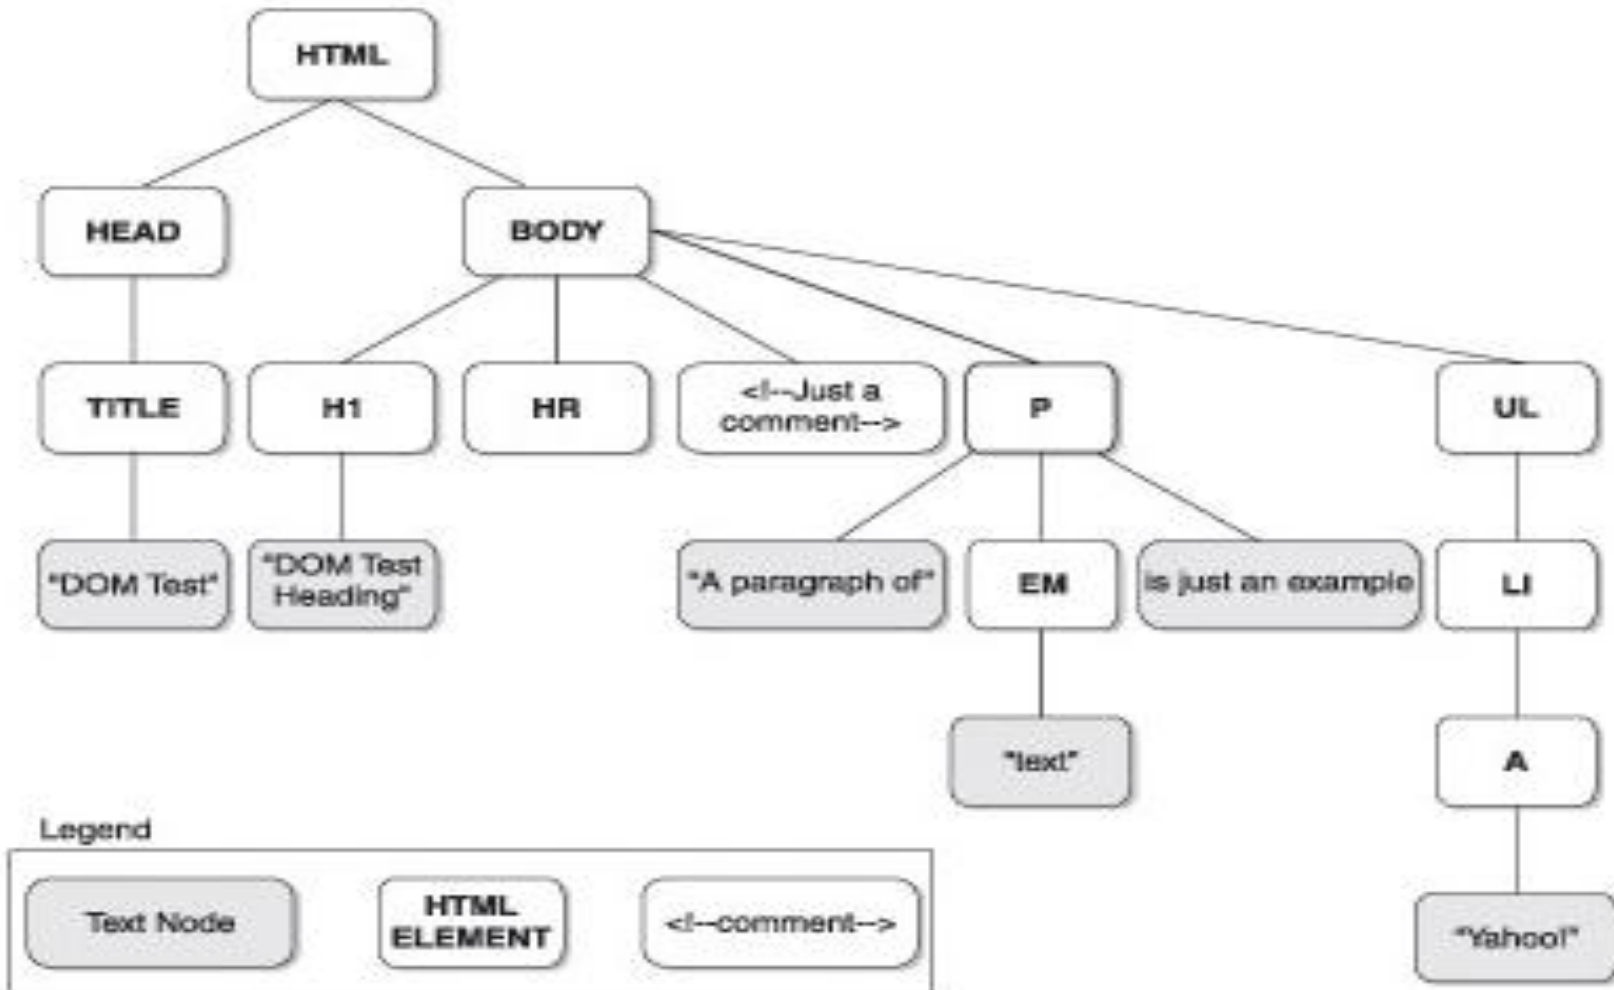 HTML
HEAD
BODY
TITLE
H1
HR
<!--Just a
comment-->
P
UL
"DOM Test"
"DOM Test
Heading"
"A paragraph of"
EM
is just an example
LI
"text"
A
"Yahoo!"
Legend
Text Node
HTML
ELEMENT
<!--comment-->